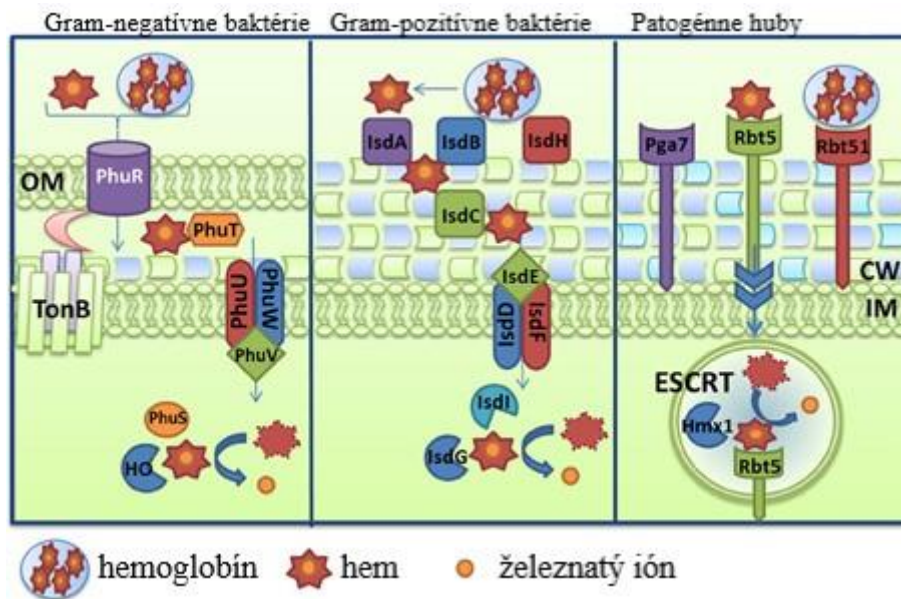 Gram-negatívne baktérie
Gram-pozitívne baktérie
Patogénne huby
OM
PhuR
PhuT
TonB
PhuU
PhuW
PhuV
PhuS
HO
IsdA
IsdB
IsdH
IsdC
IsdE
IsdD
IsdF
IsdI
IsdG
Pga7
Rbt5
Rbt51
CW
IM
ESCRT
Hmx1
Rbt5
hemoglobín
hem
železnatý ión